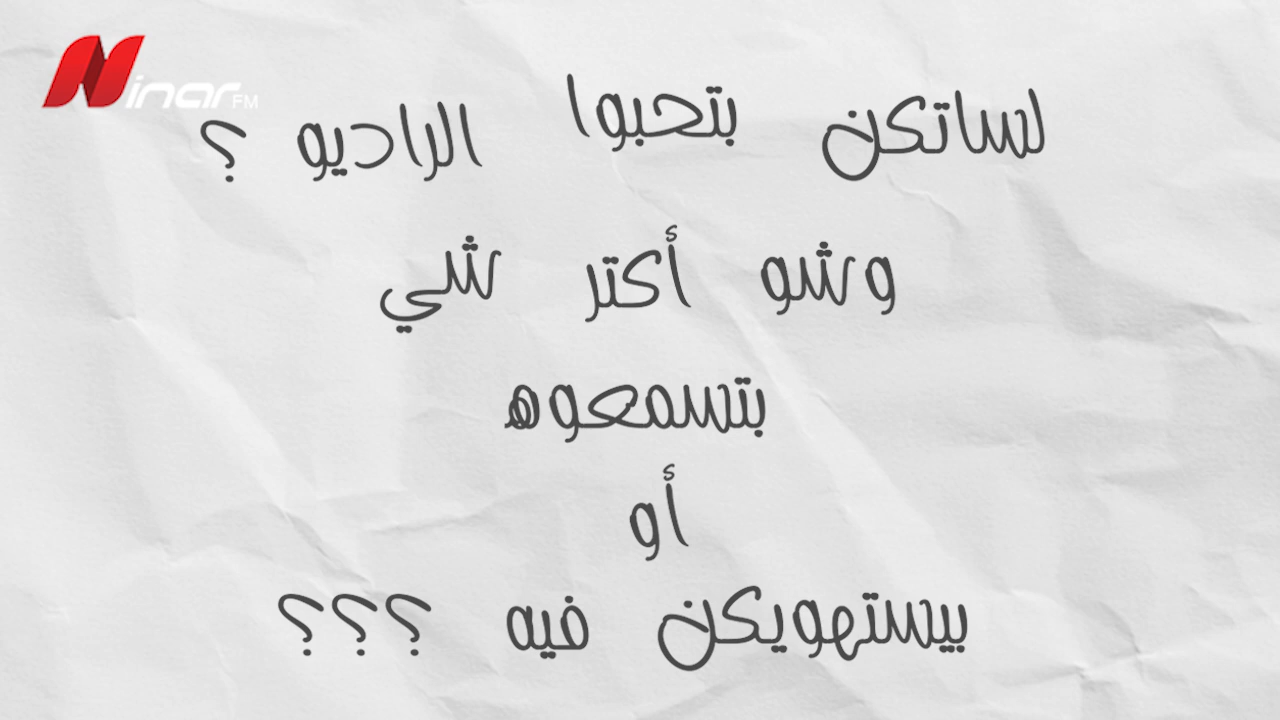 Ninar FM
لساتكن بتحبوا الراديو ؟
وشو أكتر شي
بتسمعوه
أو
بيستهويكن فيه ؟؟؟